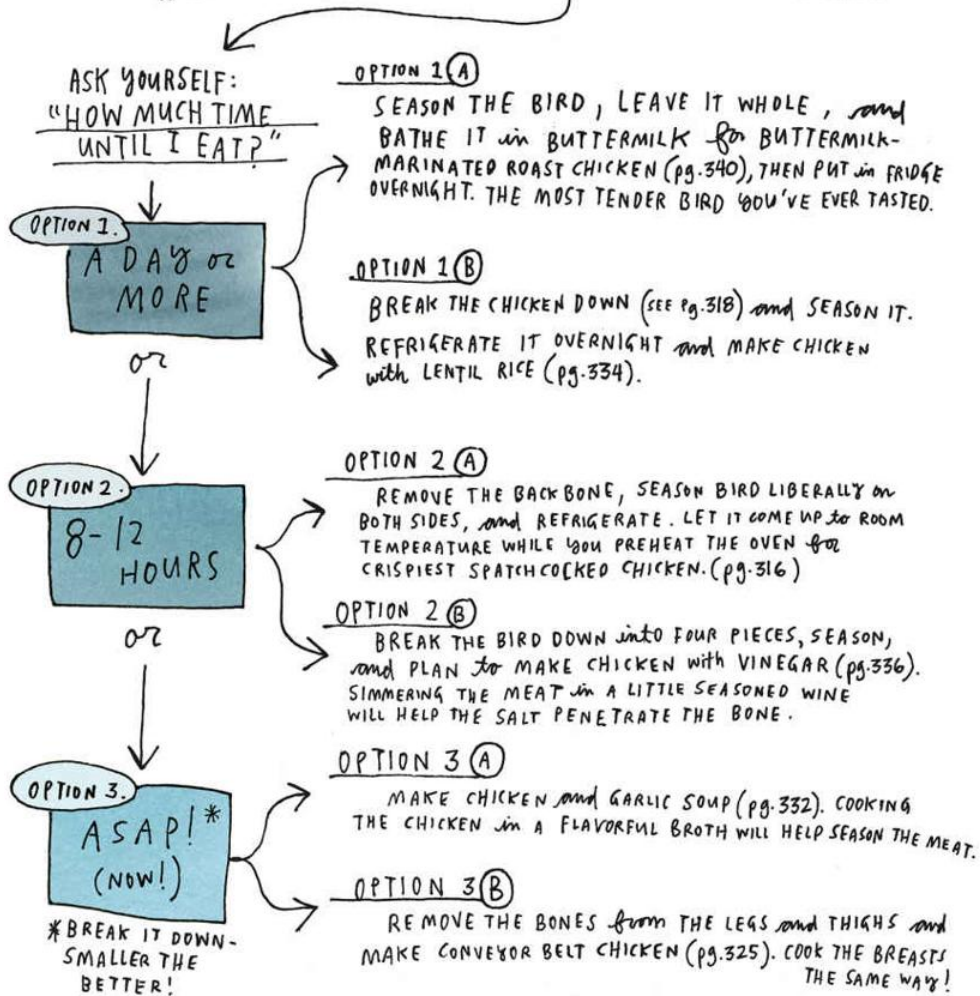 ASK YOURSELF:
"HOW MUCH TIME
UNTIL I EAT?"
OPTION 1.
A DAY or
MORE
OPTION 1 A
SEASON THE BIRD, LEAVE IT WHOLE, and
BATHE IT in BUTTERMILK for BUTTERMILK-
MARINATED ROAST CHICKEN (pg.340), THEN PUT in FRIDGE
OVERNIGHT. THE MOST TENDER BIRD YOU'VE EVER TASTED.
OPTION 1 B
BREAK THE CHICKEN DOWN (SEE pg.318) and SEASON IT.
REFRIGERATE IT OVERNIGHT and MAKE CHICKEN
with LENTIL RICE (pg.334).
or
OPTION 2.
8-12
HOURS
OPTION 2 A
REMOVE THE BACKBONE, SEASON BIRD LIBERALLY on
BOTH SIDES, and REFRIGERATE. LET IT COME UP to ROOM
TEMPERATURE WHILE YOU PREHEAT THE OVEN for
CRISPIEST SPATCHCOCKED CHICKEN. (pg.316)
OPTION 2 B
BREAK THE BIRD DOWN into FOUR PIECES, SEASON,
and PLAN to MAKE CHICKEN with VINEGAR (pg.336).
SIMMERING THE MEAT in A LITTLE SEASONED WINE
WILL HELP THE SALT PENETRATE THE BONE.
or
OPTION 3.
ASAP!*
(NOW!)
*BREAK IT DOWN-
SMALLER THE
BETTER!
OPTION 3 A
MAKE CHICKEN and GARLIC SOUP (pg.332). COOKING
THE CHICKEN in A FLAVORFUL BROTH WILL HELP SEASON THE MEAT.
OPTION 3 B
REMOVE THE BONES from THE LEGS and THIGHS and
MAKE CONVEYOR BELT CHICKEN (pg.325). COOK THE BREASTS
THE SAME WAY!